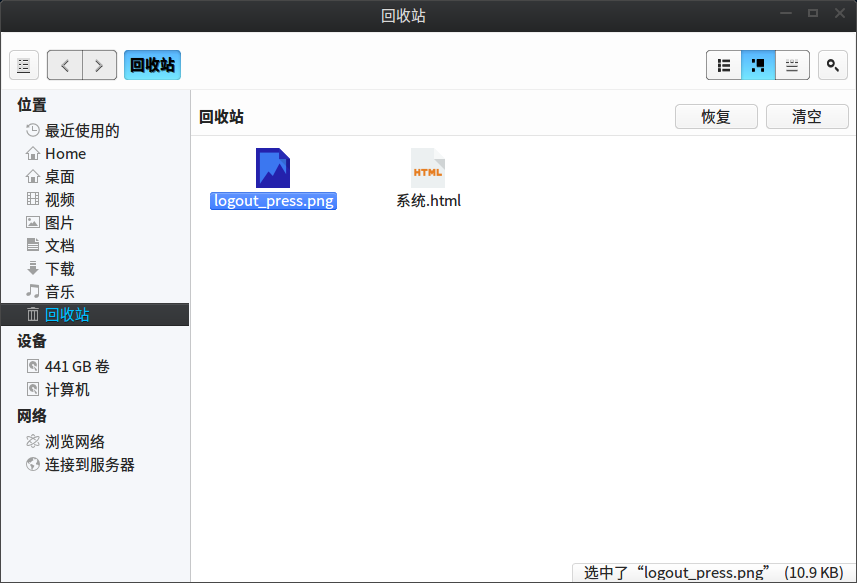 回收站
回收站
位置
最近使用的
Home
桌面
视频
图片
文档
下载
音乐
回收站
设备
441 GB 卷
计算机
网络
浏览网络
连接到服务器
回收站
恢复
清空
logout_press.png
HTML
系统.html
选中了“logout_press.png” (10.9 KB)